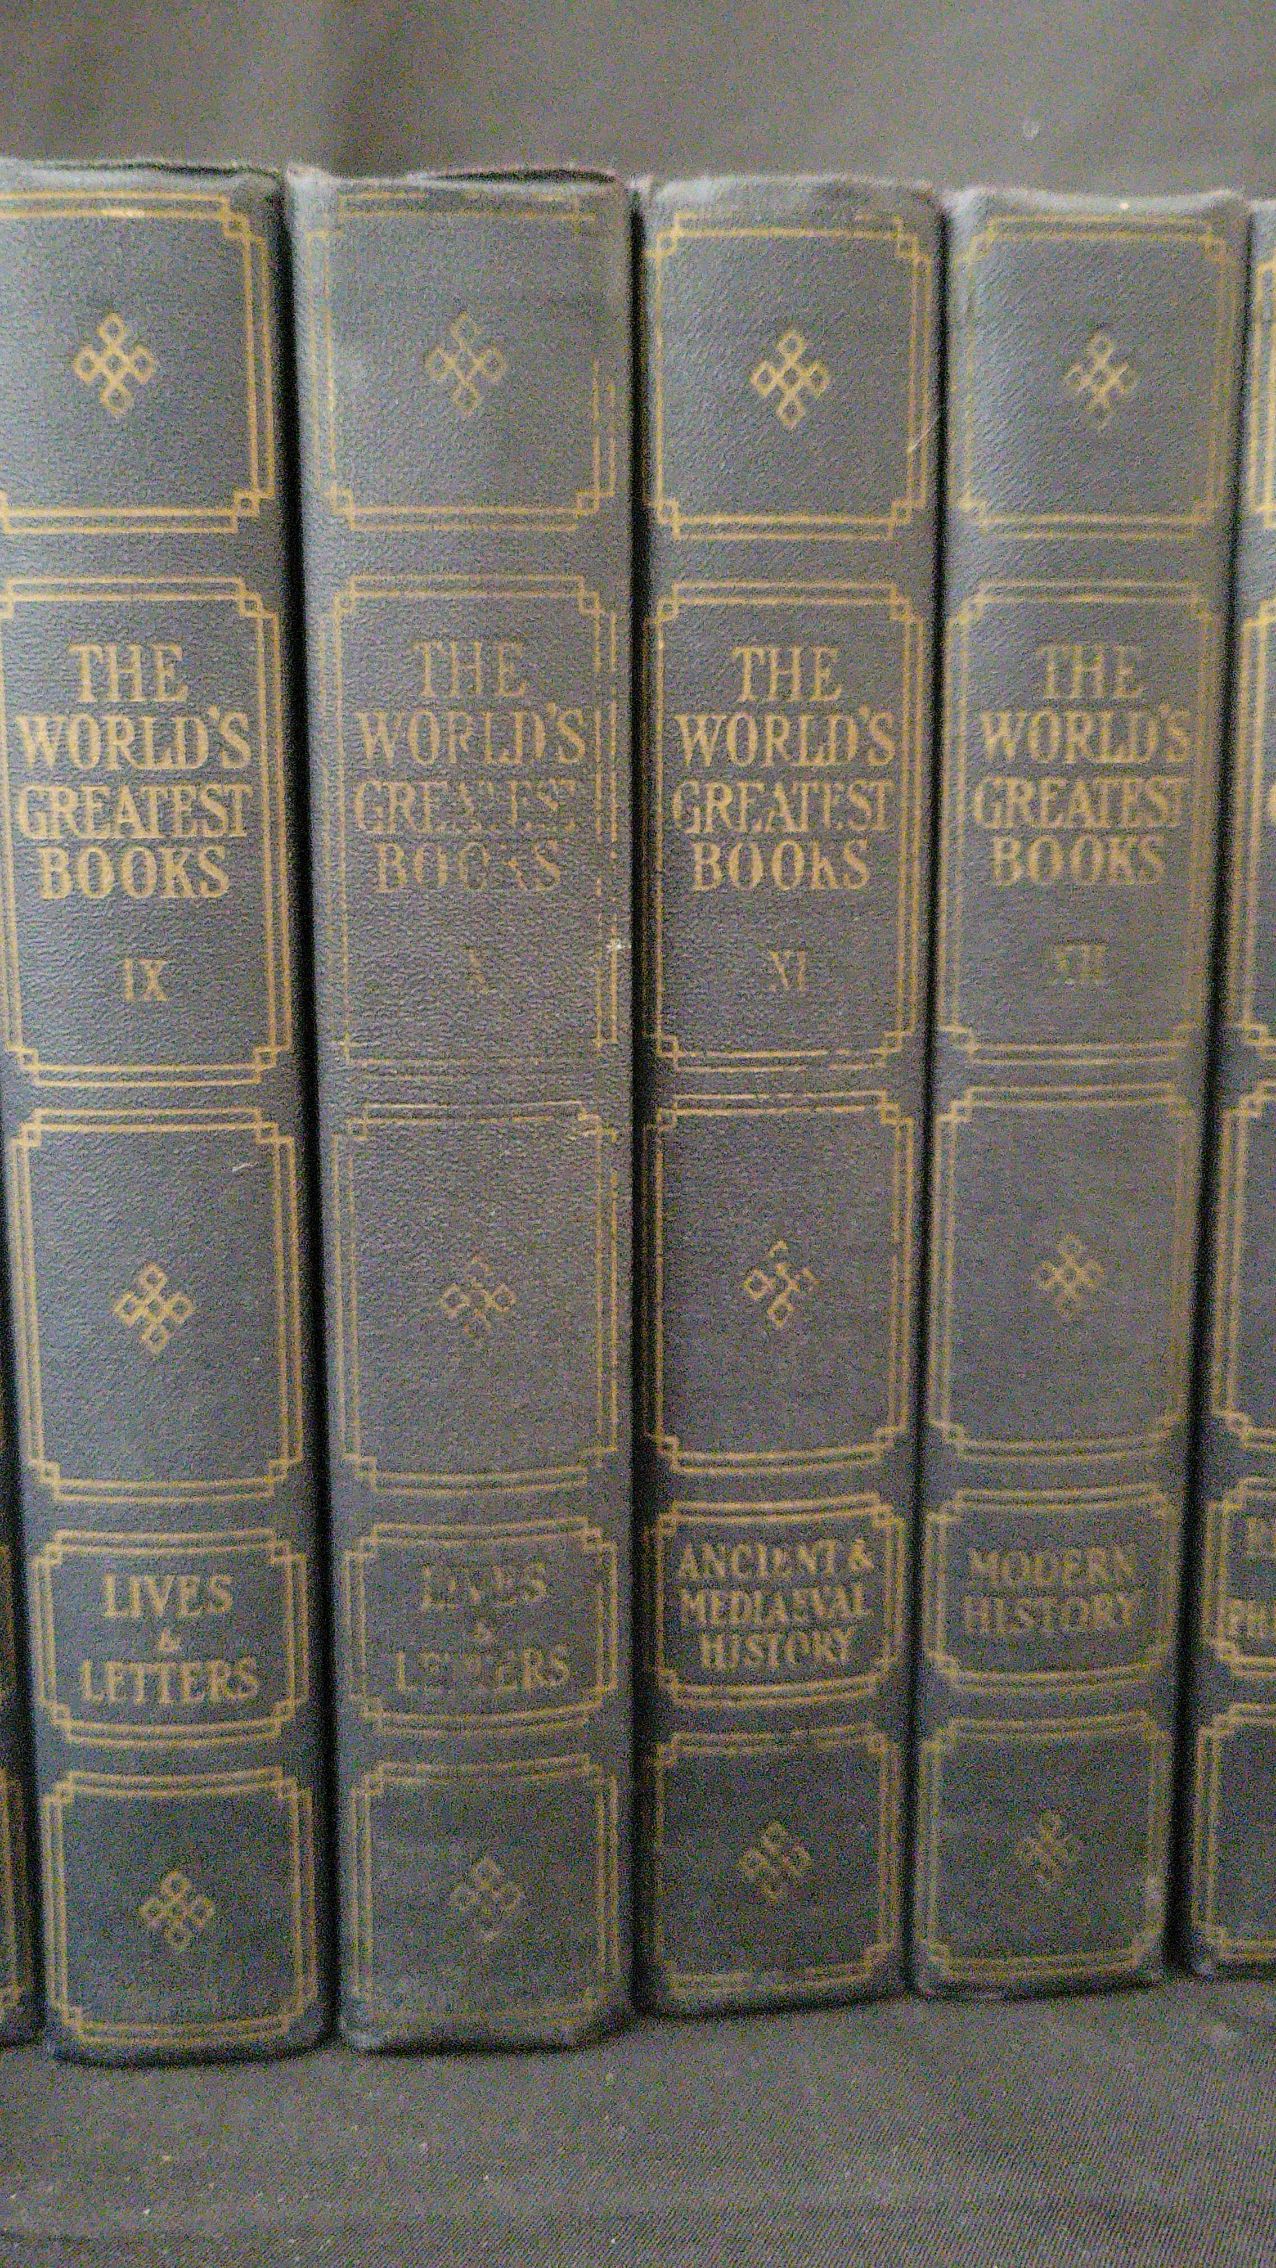 THE
WORLD'S
GREATEST
BOOKS
IX
LIVES
&
LETTERS
THE
WORLD'S
GREATEST
BOOKS
X
LIVES
&
LETTERS
THE
WORLD'S
GREATEST
BOOKS
XI
ANCIENT &
MEDIAEVAL
HISTORY
THE
WORLD'S
GREATEST
BOOKS
XII
MODERN
HISTORY